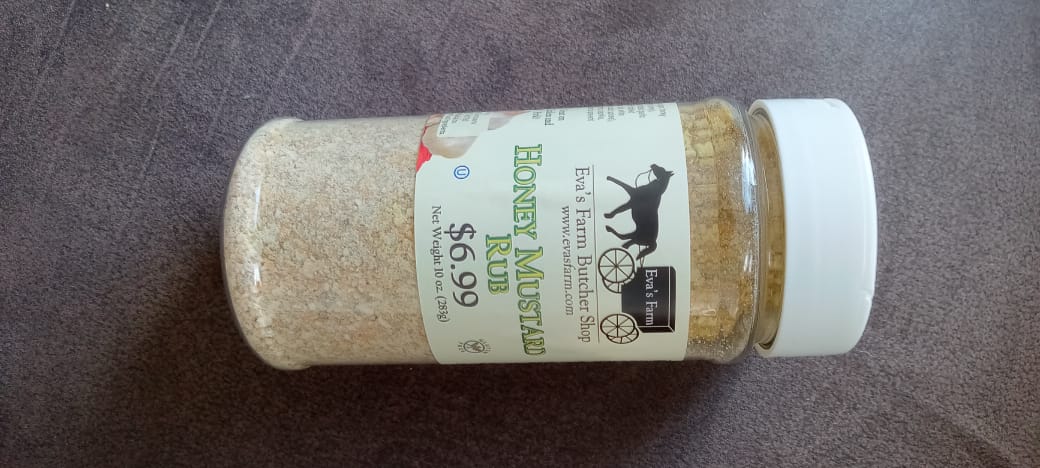 Eva's Farm
Eva's Farm Butcher Shop
www.evasfarm.com
HONEY MUSTARD
RUB
$6.99
Net Weight 10 oz. (283g)
U